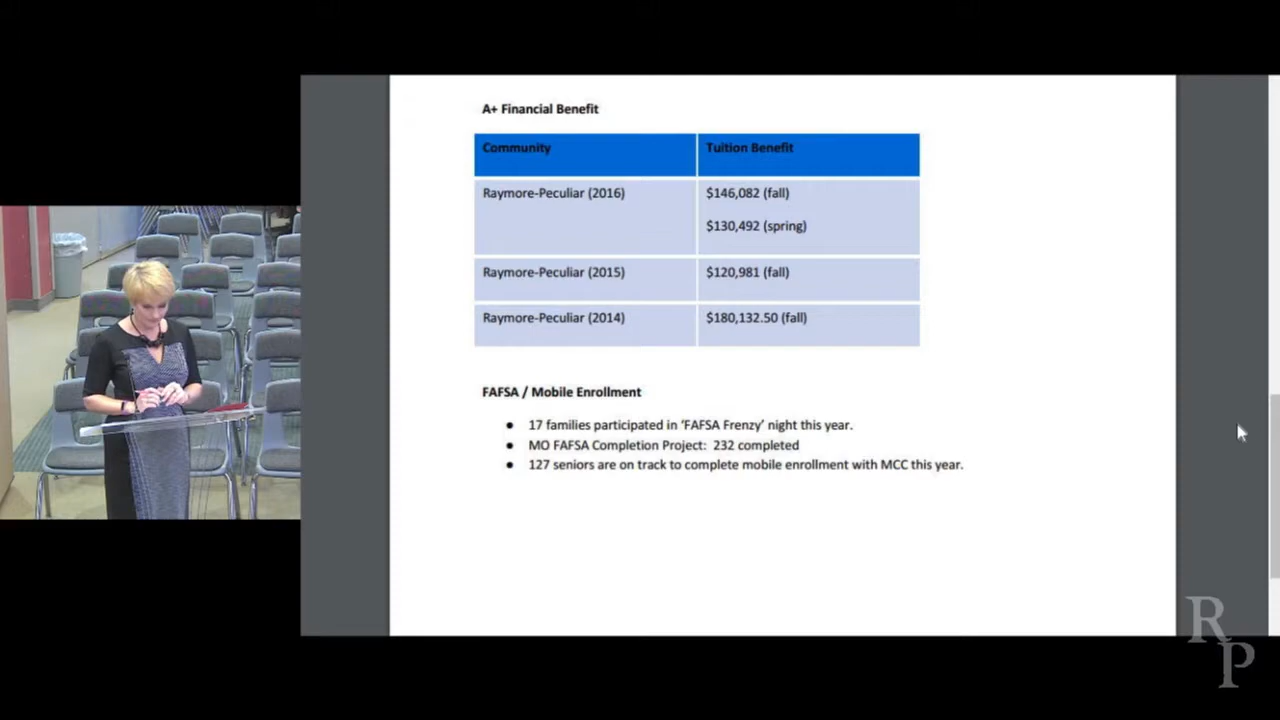 A+ Financial Benefit
Community Tuition Benefit
Raymore-Peculiar (2016) $146,082 (fall)
$130,492 (spring)
Raymore-Peculiar (2015) $120,981 (fall)
Raymore-Peculiar (2014) $180,132.50 (fall)
FAFSA / Mobile Enrollment
● 17 families participated in 'FAFSA Frenzy' night this year.
● MO FAFSA Completion Project: 232 completed
● 127 seniors are on track to complete mobile enrollment with MCC this year.
R
P